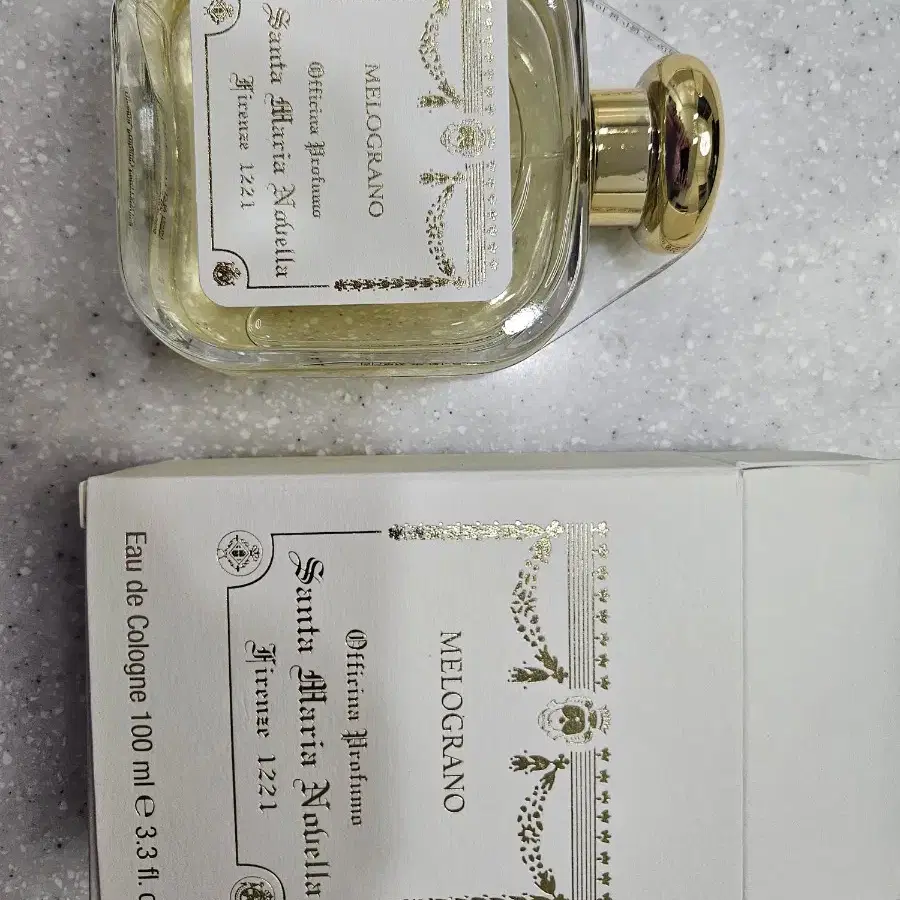 MELOGRANO
Officina Profumo
Santa Maria Novella
Firenze 1221
MELOGRANO
Officina Profumo
Santa Maria Novella
Firenze 1221
Eau de Cologne 100 ml e 3.3 fl.